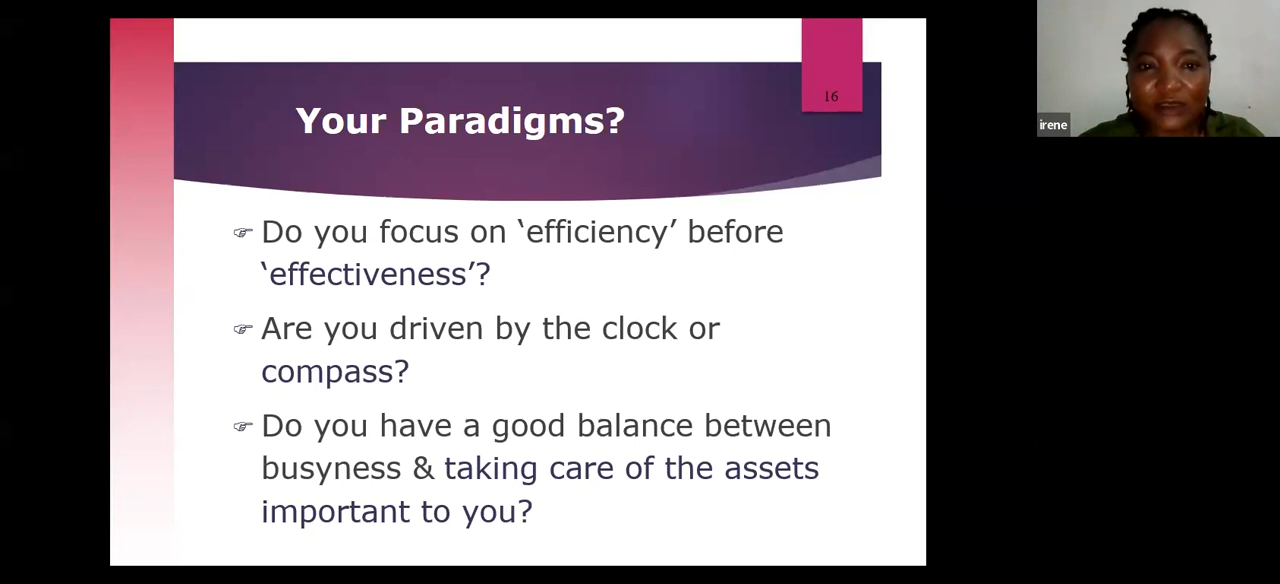 16
Your Paradigms?
Do you focus on ‘efficiency’ before
‘effectiveness’?
Are you driven by the clock or
compass?
Do you have a good balance between
busyness & taking care of the assets
important to you?
irene